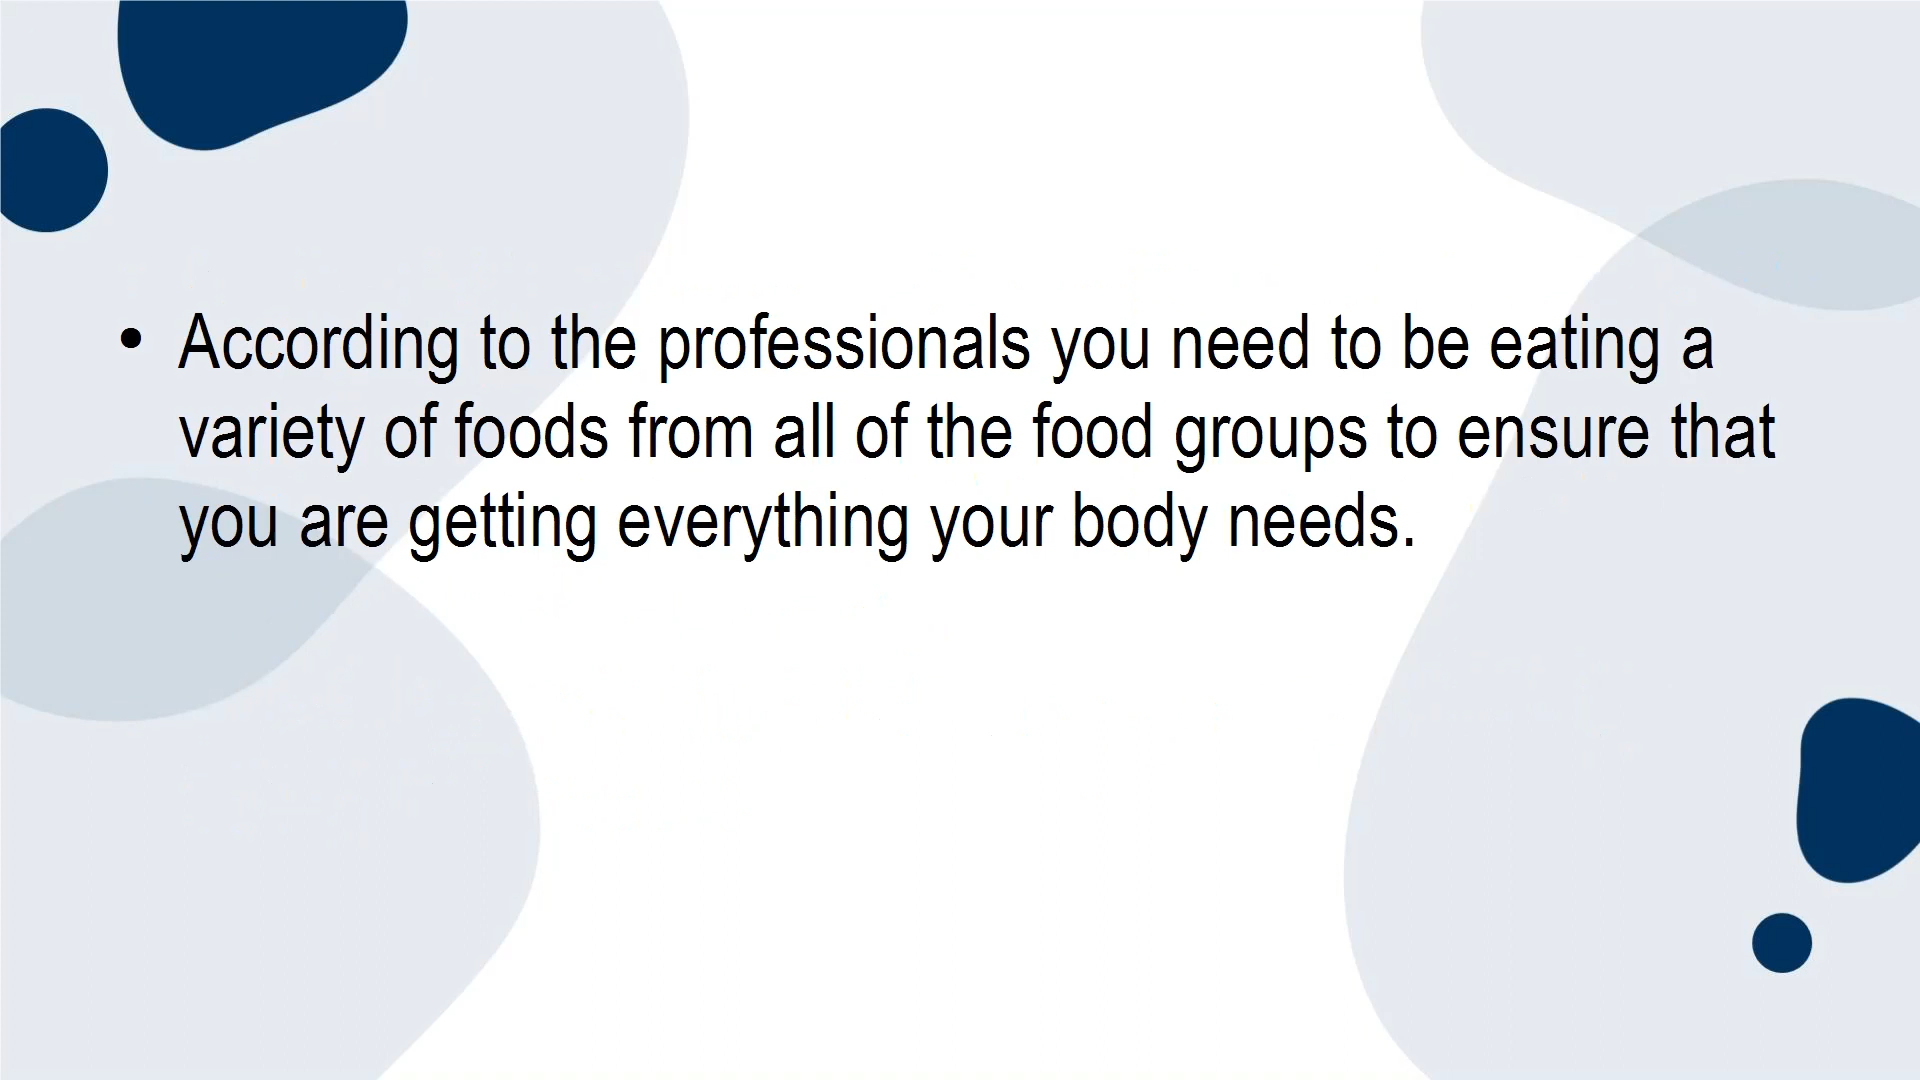 • According to the professionals you need to be eating a
variety of foods from all of the food groups to ensure that
you are getting everything your body needs.